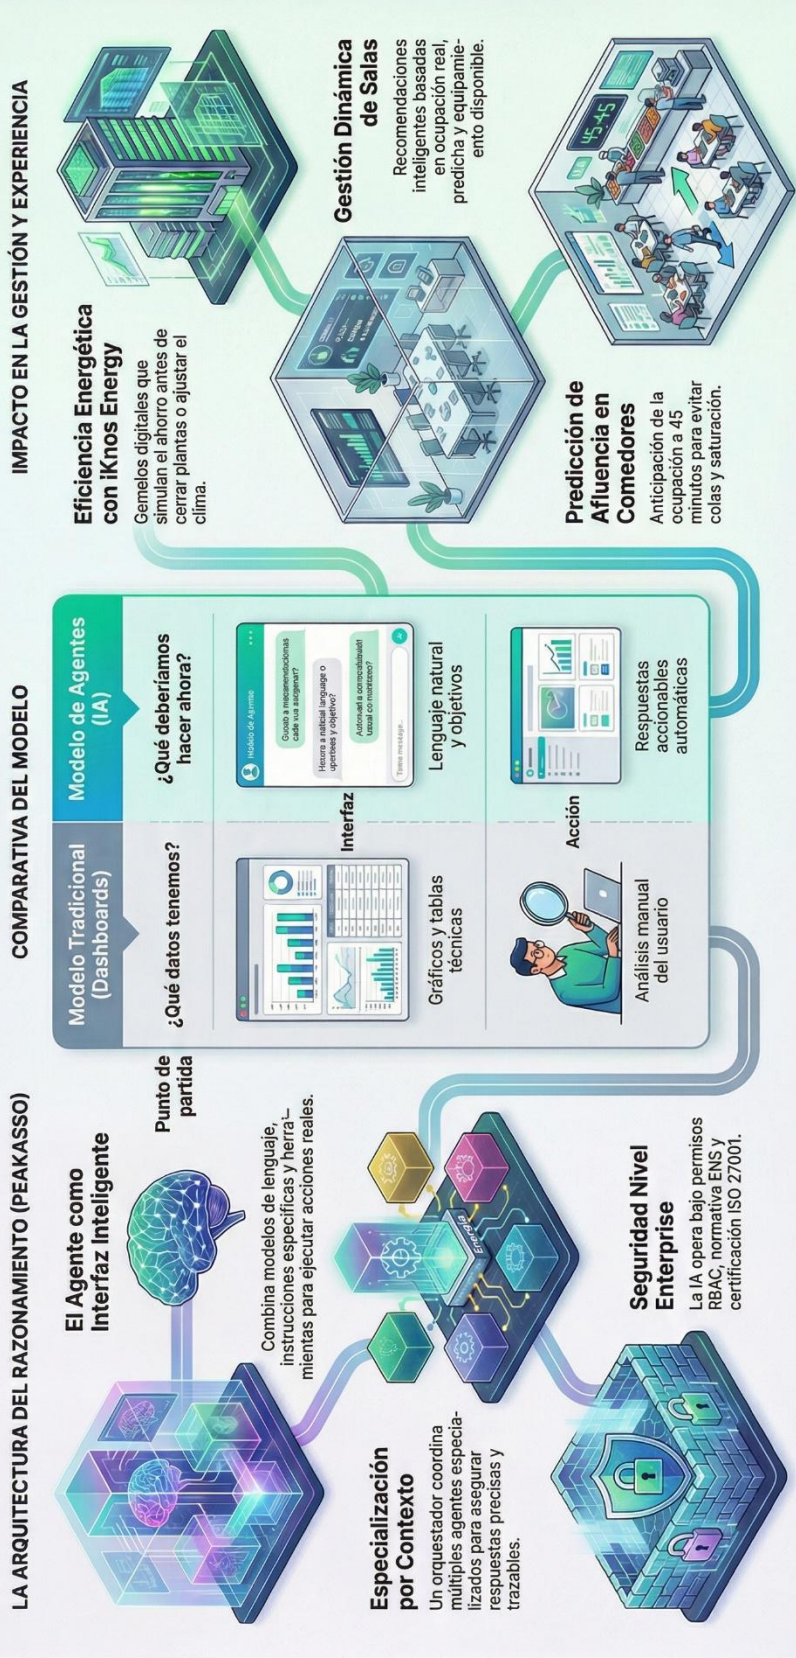 LA ARQUITECTURA DEL RAZONAMIENTO (PEAKASSO)
El Agente como
Interfaz Inteligente
Combina modelos de lenguaje,
instrucciones específicas y herra-
mientas para ejecutar acciones reales.
Especialización
por Contexto
Un orquestador coordina
múltiples agentes especia-
lizados para asegurar
respuestas precisas y
trazables.
Energía
Seguridad Nivel
Enterprise
La IA opera bajo permisos
RBAC, normativa ENS y
certificación ISO 27001.
COMPARATIVA DEL MODELO
Modelo Tradicional
(Dashboards)
Modelo de Agentes
(IA)
Punto de
partida
¿Qué datos tenemos?
¿Qué deberíamos
hacer ahora?
Interfaz
Gráficos y tablas
técnicas
Lenguaje natural
y objetivos
Acción
Análisis manual
del usuario
Respuestas
accionables
automáticas
IMPACTO EN LA GESTIÓN Y EXPERIENCIA
Eficiencia Energética
con iKnos Energy
Gemelos digitales que
simulan el ahorro antes de
cerrar plantas o ajustar el
clima.
Gestión Dinámica
de Salas
Recomendaciones
inteligentes basadas
en ocupación real,
predicha y equipamie-
ento disponible.
Predicción de
Afluencia en
Comedores
Anticipación de la
ocupación a 45
minutos para evitar
colas y saturación.
45-45